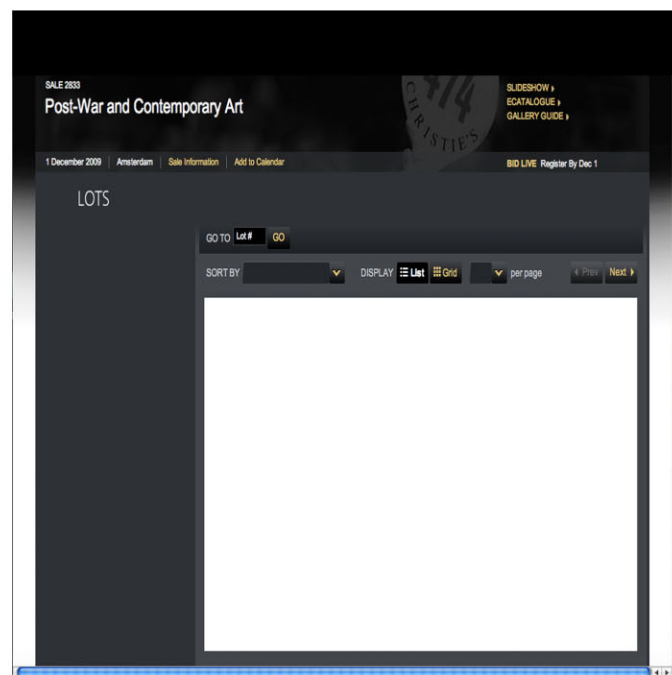 SALE 2833
Post-War and Contemporary Art
474
CHRISTIE'S
SLIDESHOW
ECATALOGUE
GALLERY GUIDE
1 December 2009 | Amsterdam | Sale Information | Add to Calendar
BID LIVE Register By Dec 1
LOTS
GO TO Lot # GO
SORT BY DISPLAY List Grid per page Prev Next